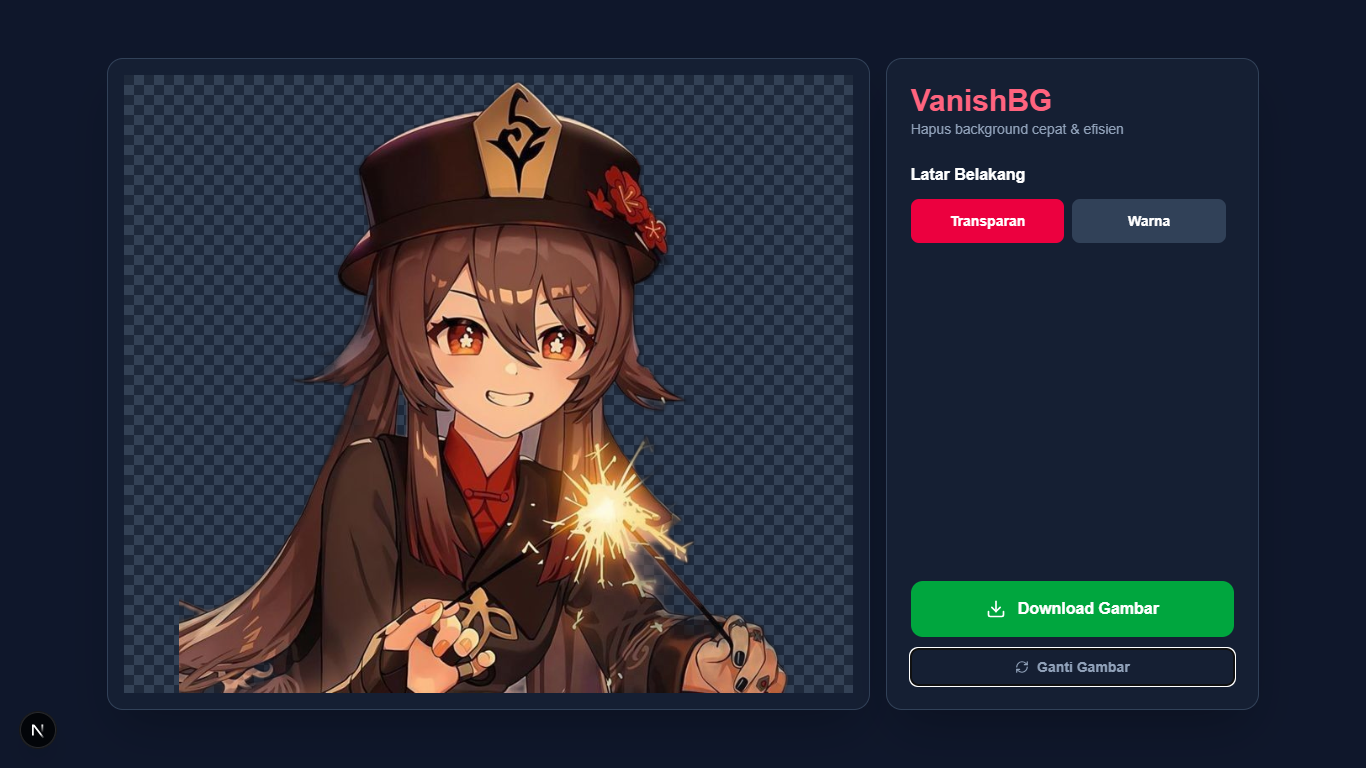 VanishBG
Hapus background cepat & efisien
Latar Belakang
Transparan
Warna
Download Gambar
Ganti Gambar
N